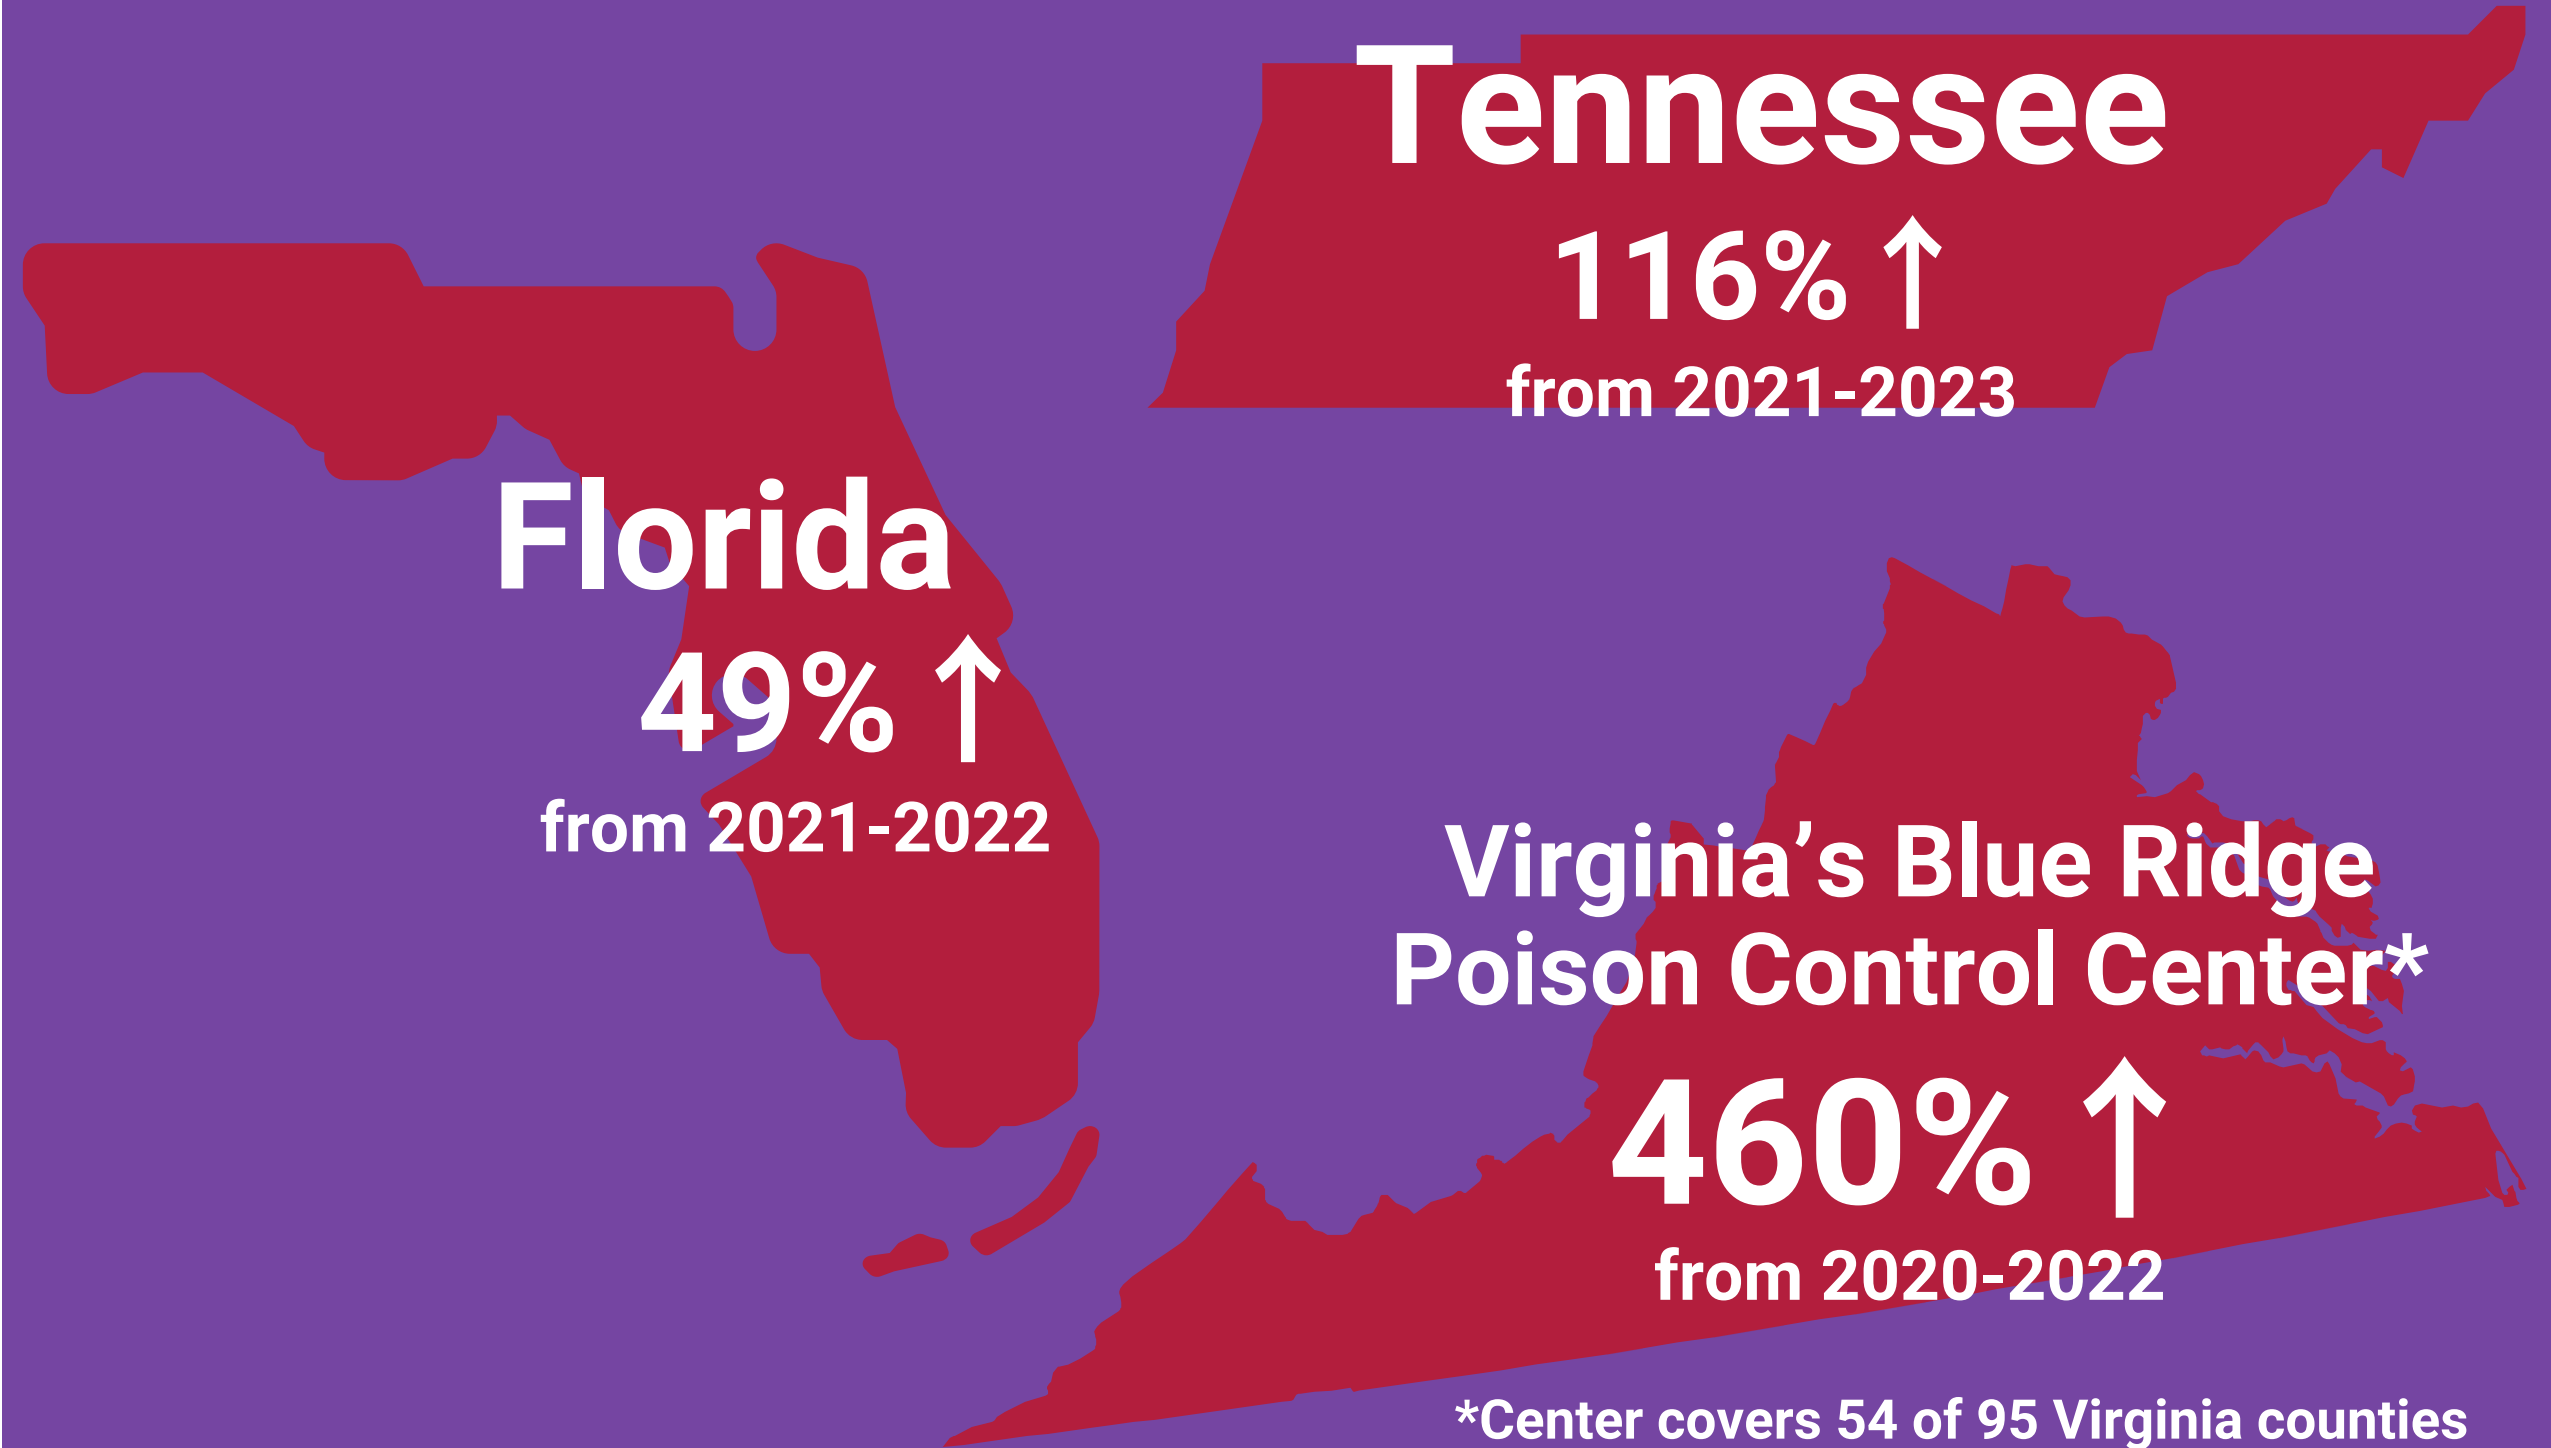 Tennessee
116% ↑
from 2021-2023
Florida
49% ↑
from 2021-2022
Virginia’s Blue Ridge
Poison Control Center*
460% ↑
from 2020-2022
*Center covers 54 of 95 Virginia counties